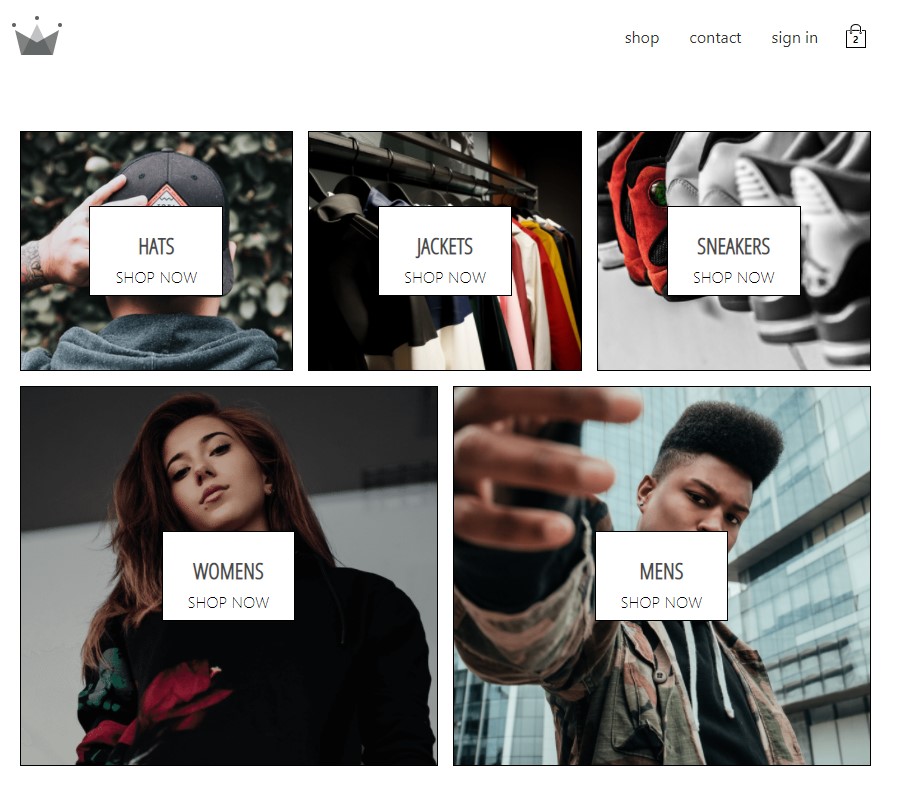 shop
contact
sign in
2
HATS
SHOP NOW
JACKETS
SHOP NOW
SNEAKERS
SHOP NOW
WOMENS
SHOP NOW
MENS
SHOP NOW